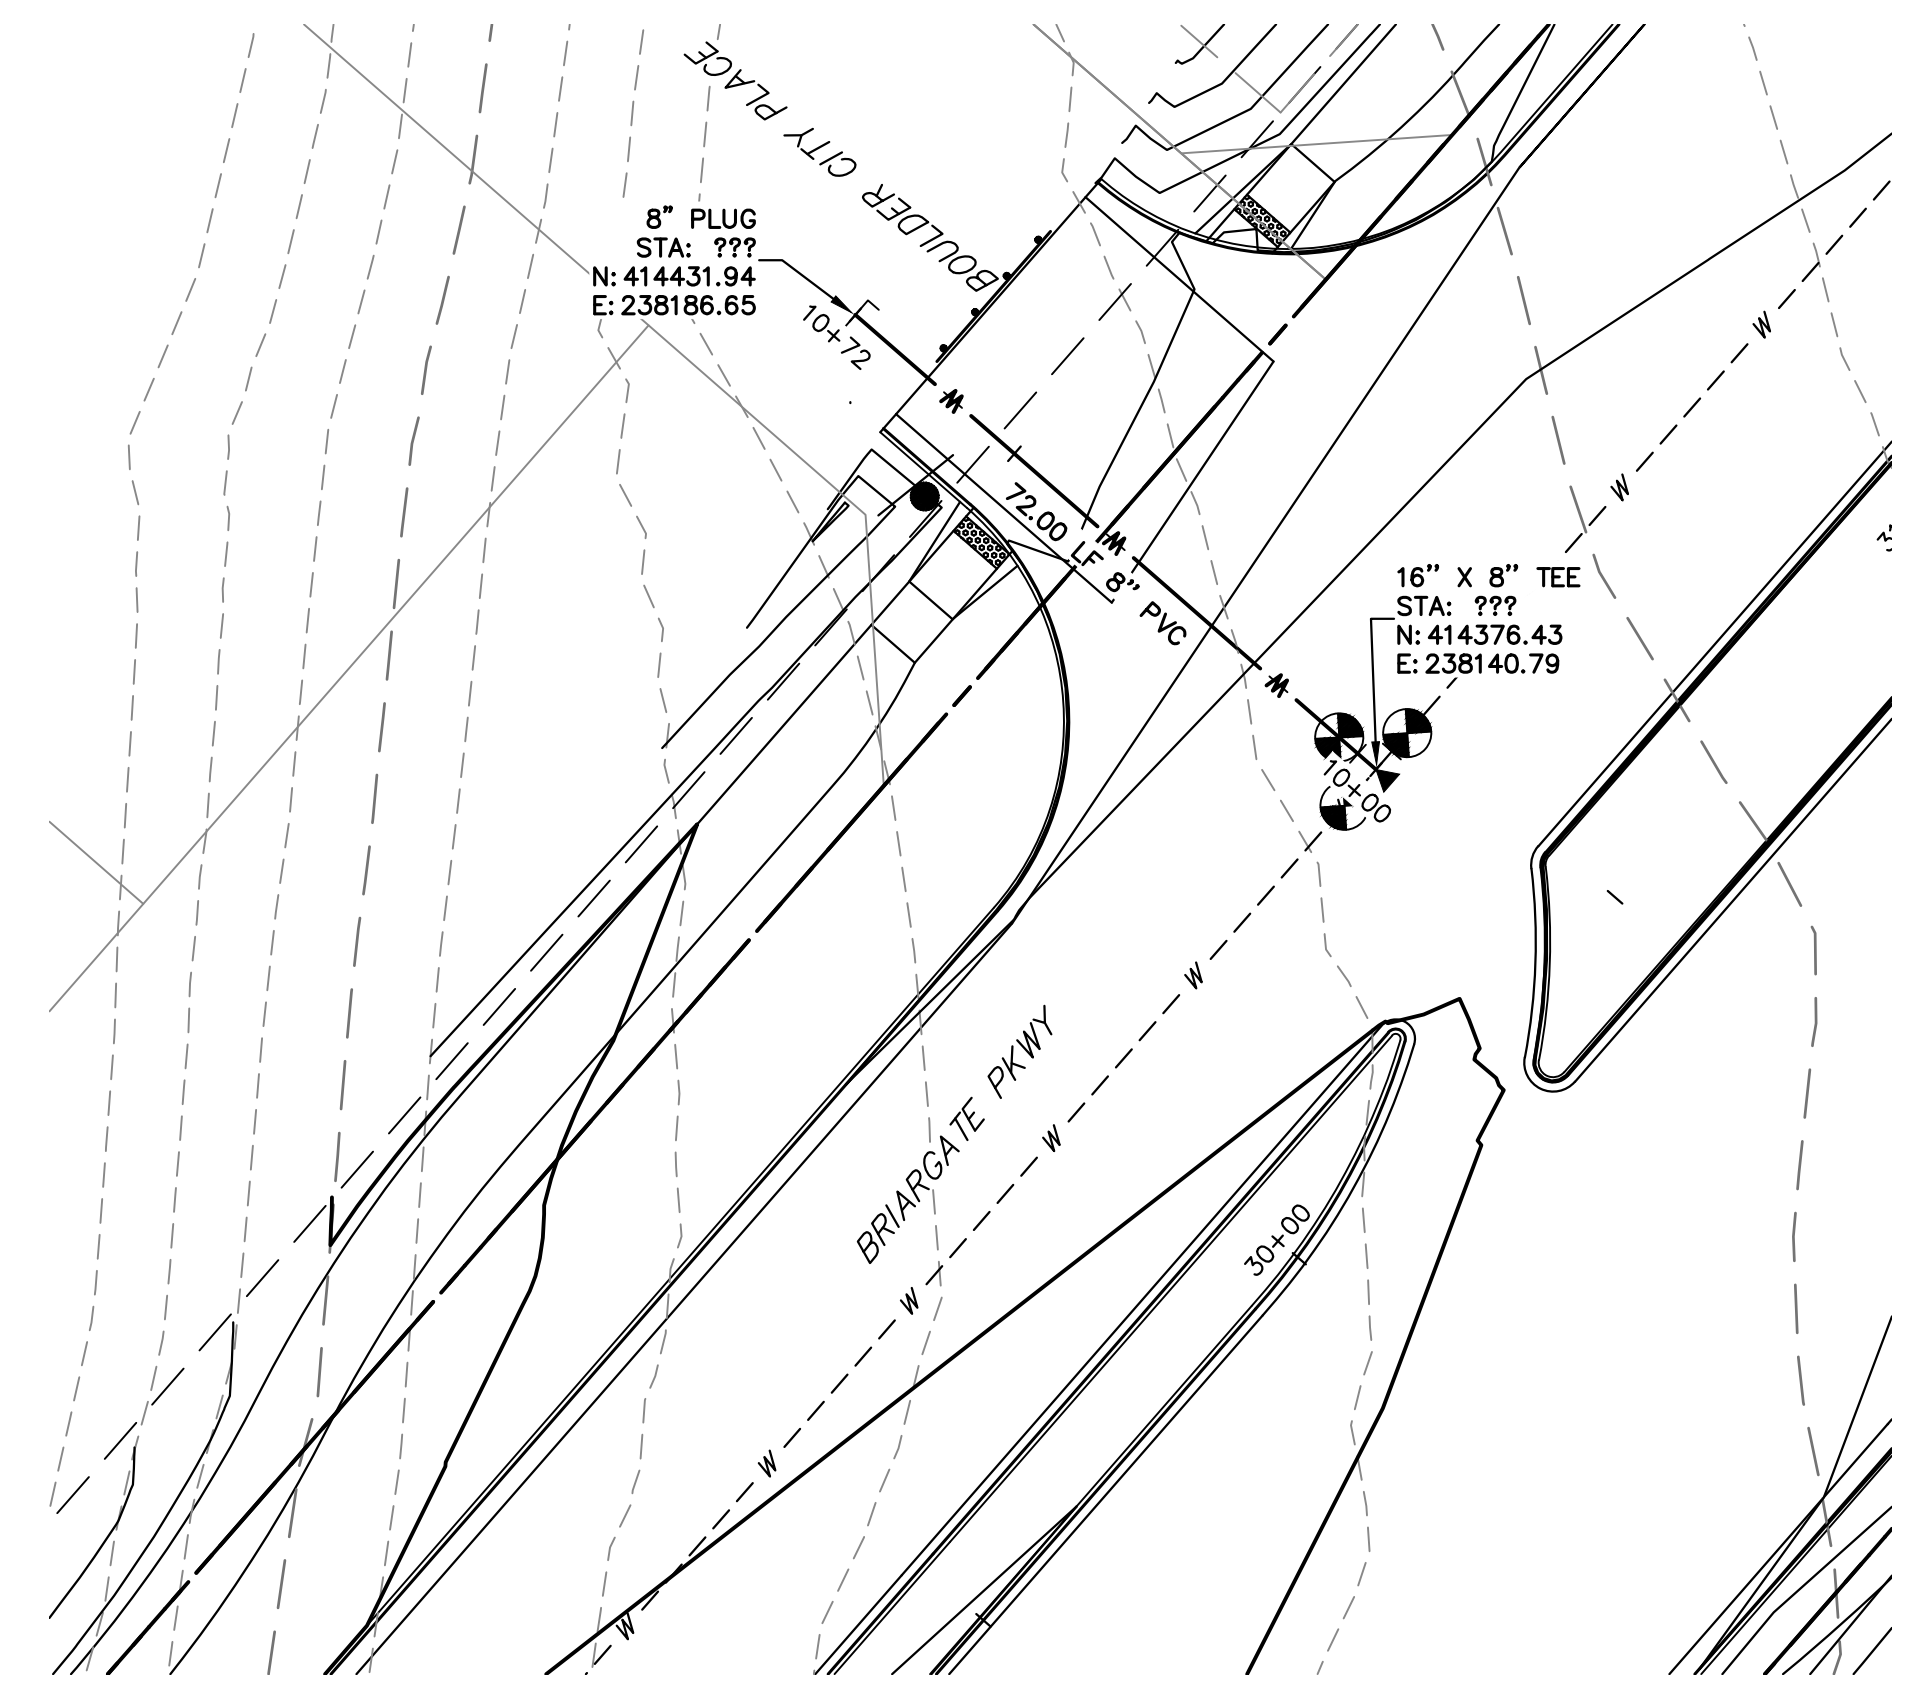 BOULDER CITY PLACE
8" PLUG
STA: ???
N: 414431.94
E: 238186.65
10+72
W
W
72.00 LF 8" PVC
W
W
W
16" X 8" TEE
STA: ???
N: 414376.43
E: 238140.79
W
10+00
W
BRIARGATE PKWY
W
W
30+00
W
W